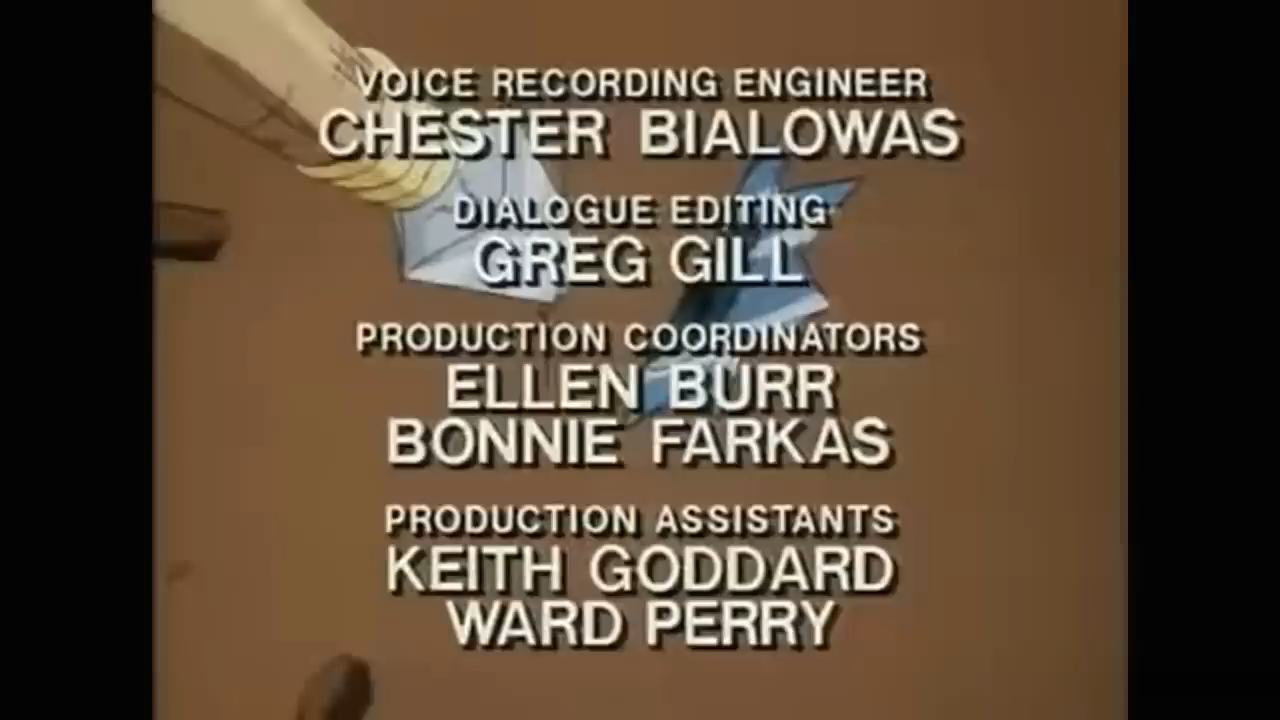 VOICE RECORDING ENGINEER
CHESTER BIALOWAS
DIALOGUE EDITING
GREG GILL
PRODUCTION COORDINATORS
ELLEN BURR
BONNIE FARKAS
PRODUCTION ASSISTANTS
KEITH GODDARD
WARD PERRY